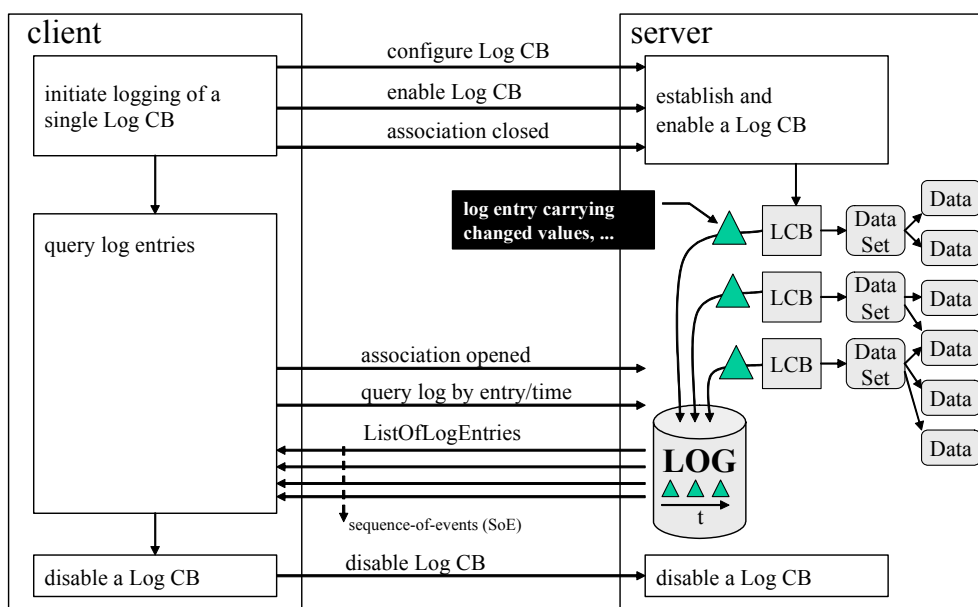 client
server
configure Log CB
initiate logging of a
single Log CB
enable Log CB
establish and
enable a Log CB
association closed
log entry carrying
changed values, ...
query log entries
LCB
Data
Set
Data
Data
LCB
Data
Set
Data
LCB
Data
Set
Data
Data
Data
association opened
query log by entry/time
ListOfLogEntries
LOG
t
sequence-of-events (SoE)
disable a Log CB
disable Log CB
disable a Log CB